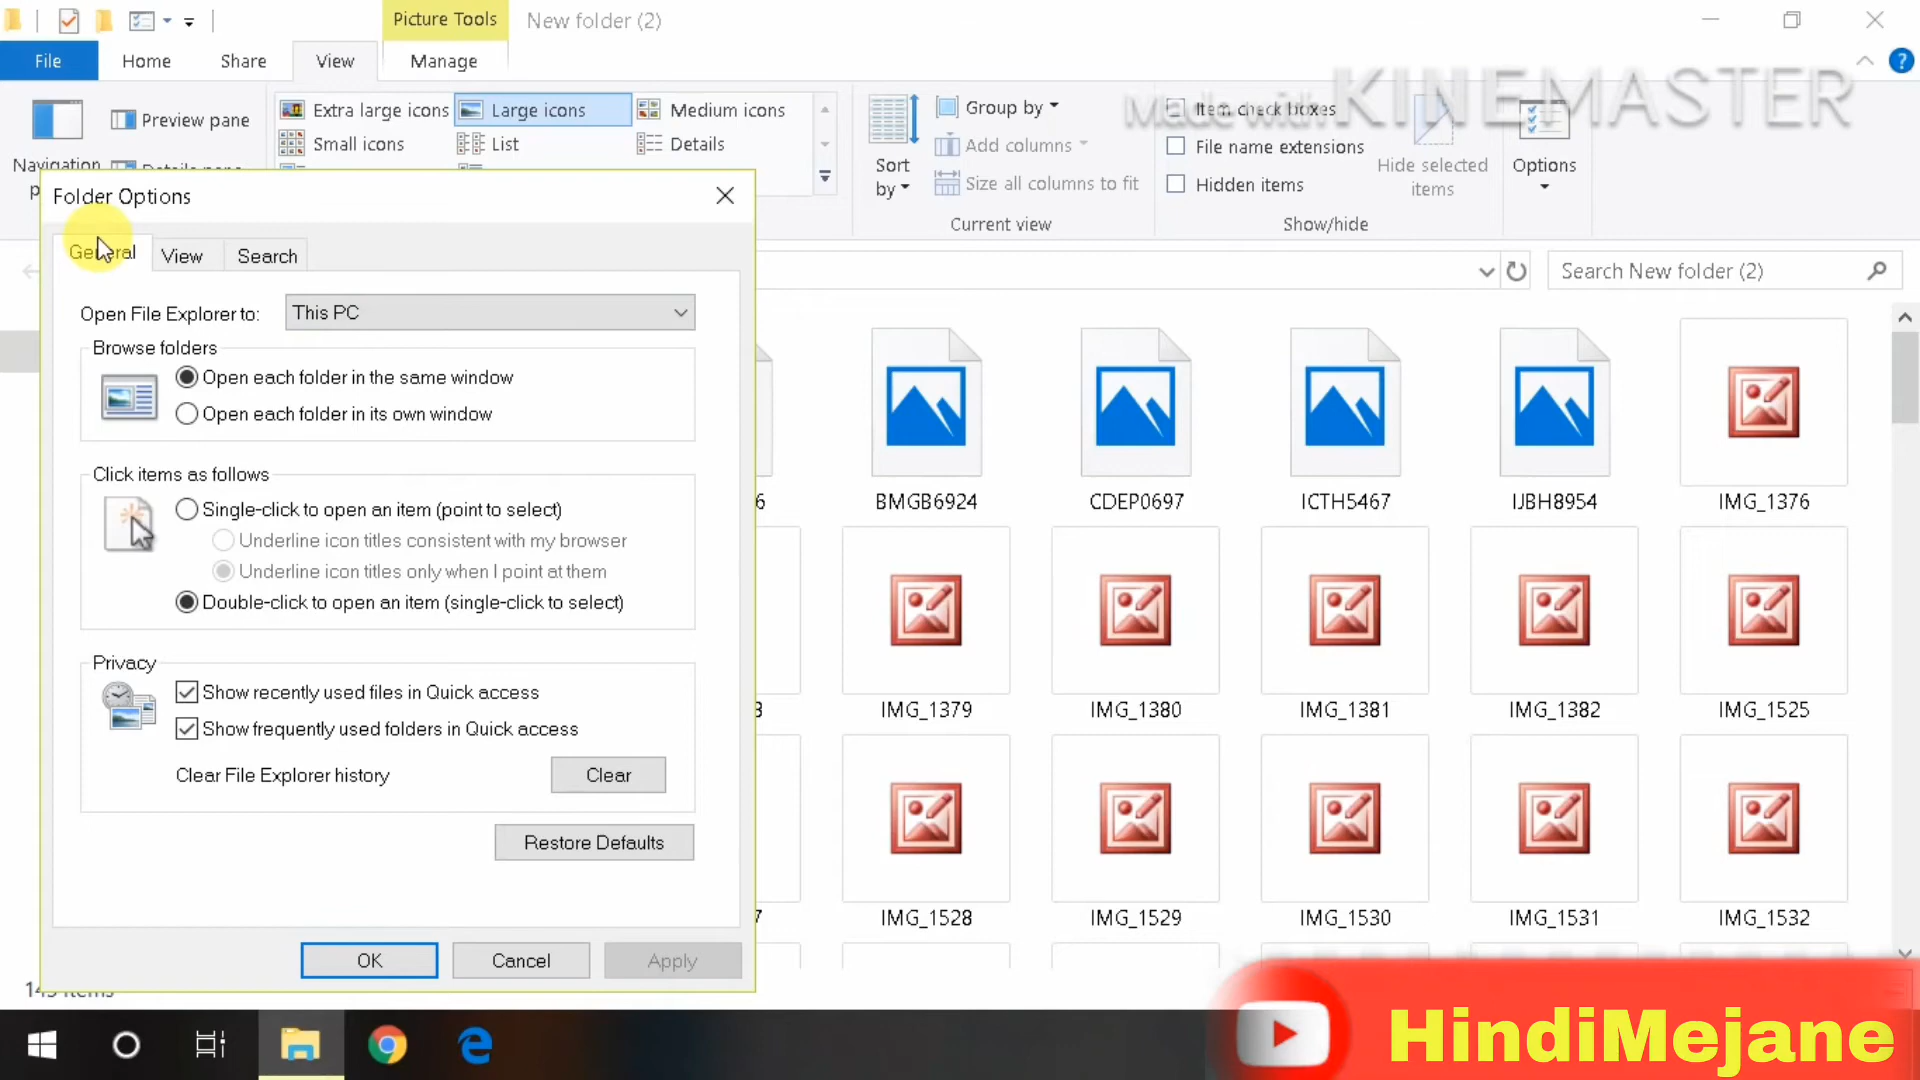 Picture Tools
New folder (2)
File
Home
Share
View
Manage
Made with KINEMASTER
Navigation
Preview pane
Extra large icons
Large icons
Medium icons
Small icons
List
Details
Sort by
Group by
Add columns
Size all columns to fit
Current view
Item check boxes
File name extensions
Hidden items
Hide selected items
Show/hide
Options
Folder Options
General
View
Search
Search New folder (2)
Open File Explorer to:
This PC
Browse folders
Open each folder in the same window
Open each folder in its own window
Click items as follows
Single-click to open an item (point to select)
Underline icon titles consistent with my browser
Underline icon titles only when I point at them
Double-click to open an item (single-click to select)
Privacy
Show recently used files in Quick access
Show frequently used folders in Quick access
Clear File Explorer history
Clear
Restore Defaults
OK
Cancel
Apply
BMGB6924
CDEP0697
ICTH5467
IJBH8954
IMG_1376
IMG_1379
IMG_1380
IMG_1381
IMG_1382
IMG_1525
IMG_1528
IMG_1529
IMG_1530
IMG_1531
IMG_1532
HindiMejane